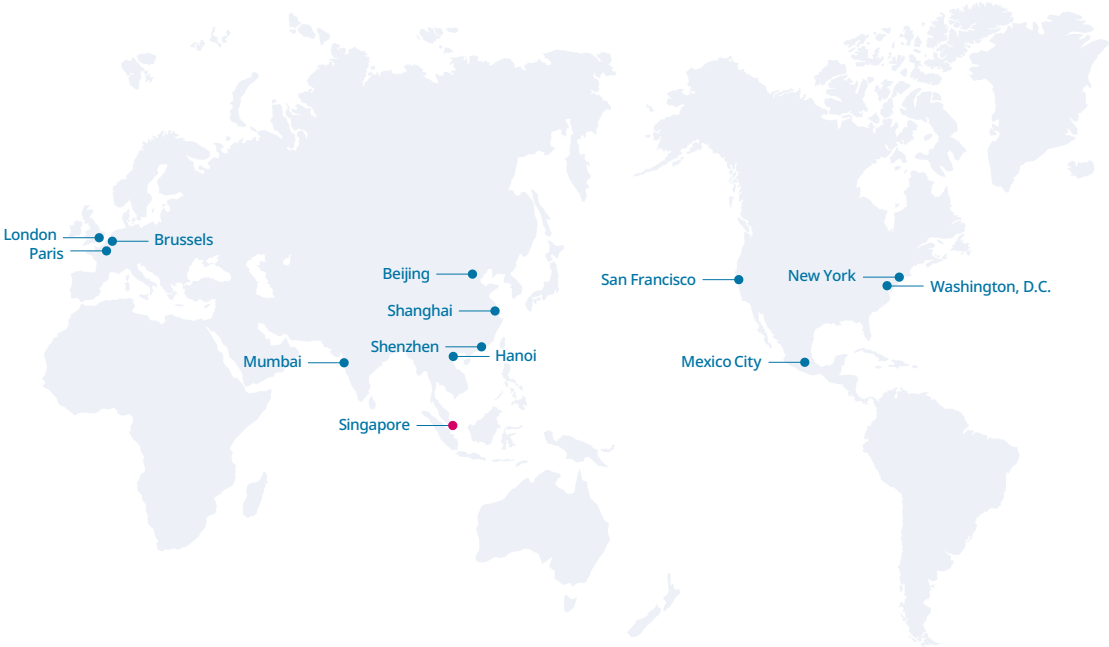 London
Paris
Brussels
Beijing
Shanghai
Shenzhen
Hanoi
Mumbai
Singapore
San Francisco
New York
Washington, D.C.
Mexico City